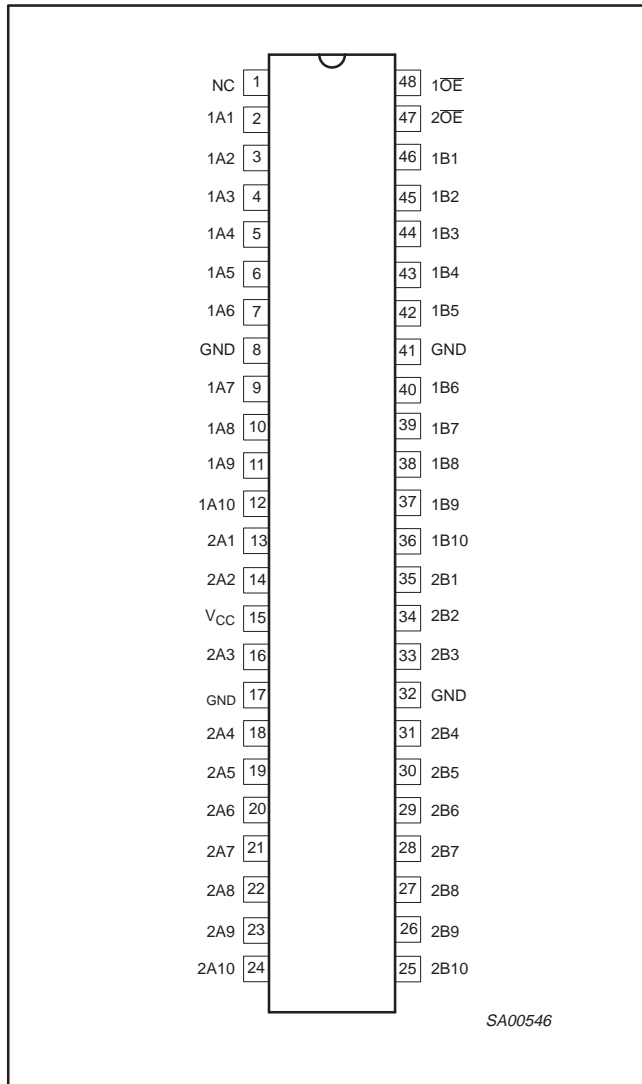 NC 1 48 1O̅E̅
1A1 2 47 2O̅E̅
1A2 3 46 1B1
1A3 4 45 1B2
1A4 5 44 1B3
1A5 6 43 1B4
1A6 7 42 1B5
GND 8 41 GND
1A7 9 40 1B6
1A8 10 39 1B7
1A9 11 38 1B8
1A10 12 37 1B9
2A1 13 36 1B10
2A2 14 35 2B1
VCC 15 34 2B2
2A3 16 33 2B3
GND 17 32 GND
2A4 18 31 2B4
2A5 19 30 2B5
2A6 20 29 2B6
2A7 21 28 2B7
2A8 22 27 2B8
2A9 23 26 2B9
2A10 24 25 2B10
SA00546